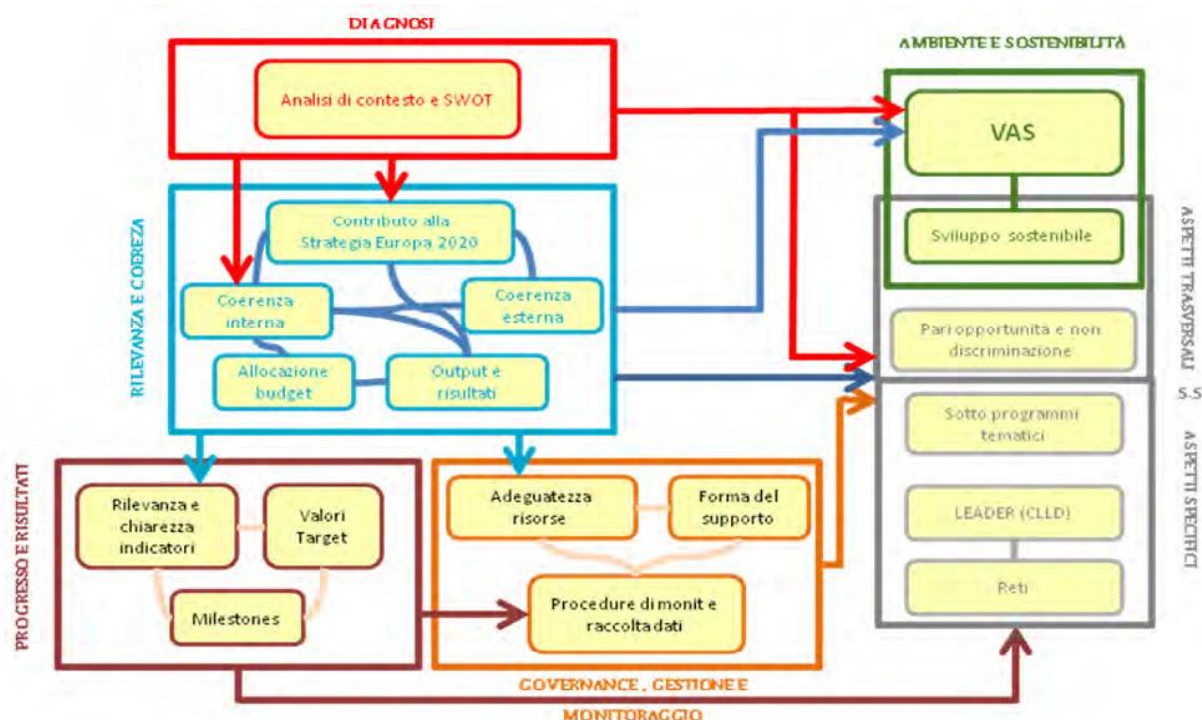 DIAGNOSI
Analisi di contesto e SWOT
AMBIENTE E SOSTENIBILITÀ
VAS
Sviluppo sostenibile
RILEVANZA E COEREZA
Contributo alla
Strategia Europa 2020
Coerenza
interna
Coerenza
esterna
Allocazione
budget
Output e
risultati
ASPETTI TRASVERSALI
Pari opportunità e non
discriminazione
5.5
ASPETTI SPECIFICI
Sotto programmi
tematici
LEADER (CLLD)
Reti
PROGRESSO E RISULTATI
Rilevanza e
chiarezza
indicatori
Valori
Target
Milestones
Adeguatezza
risorse
Forma del
supporto
Procedure di monit e
raccolta dati
GOVERNANCE, GESTIONE E
MONITORAGGIO